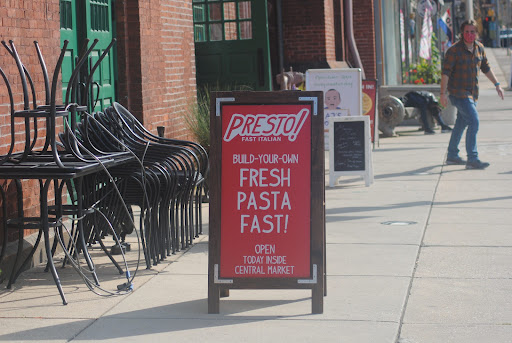 PRESTO!
FAST ITALIAN
BUILD-YOUR-OWN
FRESH
PASTA
FAST!
OPEN
TODAY INSIDE
CENTRAL MARKET